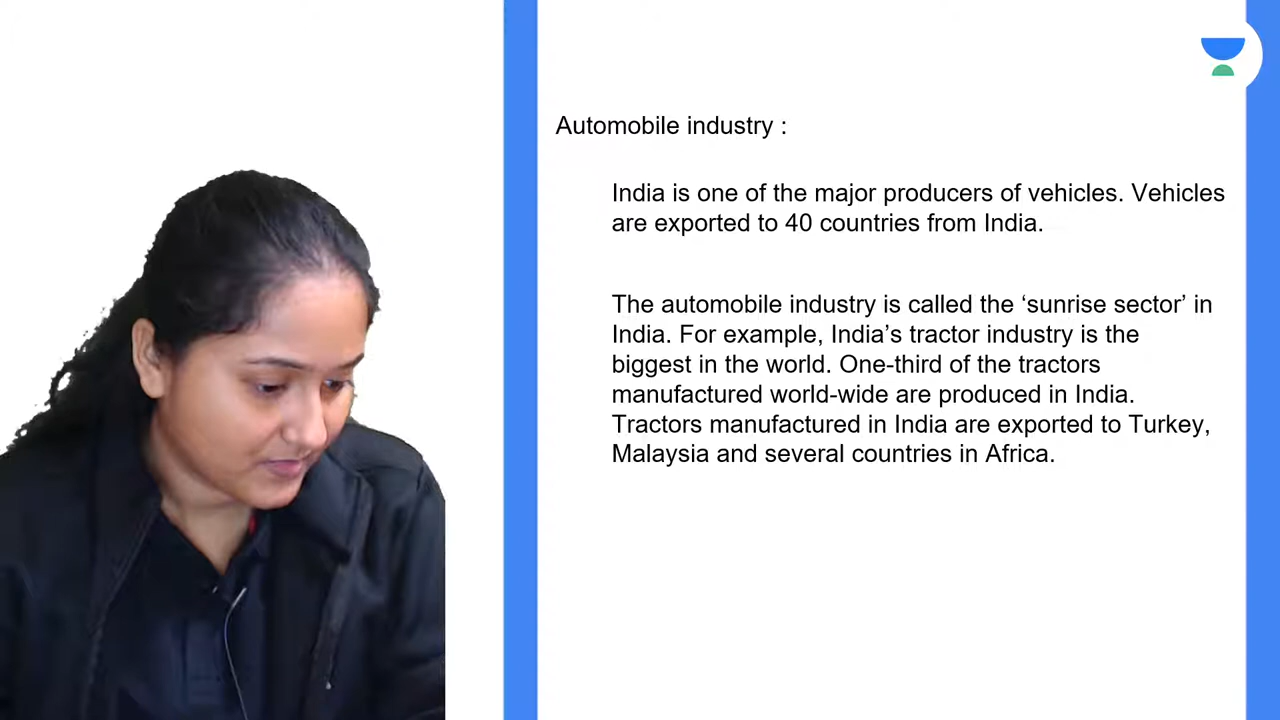 Automobile industry :
India is one of the major producers of vehicles. Vehicles
are exported to 40 countries from India.
The automobile industry is called the ‘sunrise sector’ in
India. For example, India’s tractor industry is the
biggest in the world. One-third of the tractors
manufactured world-wide are produced in India.
Tractors manufactured in India are exported to Turkey,
Malaysia and several countries in Africa.